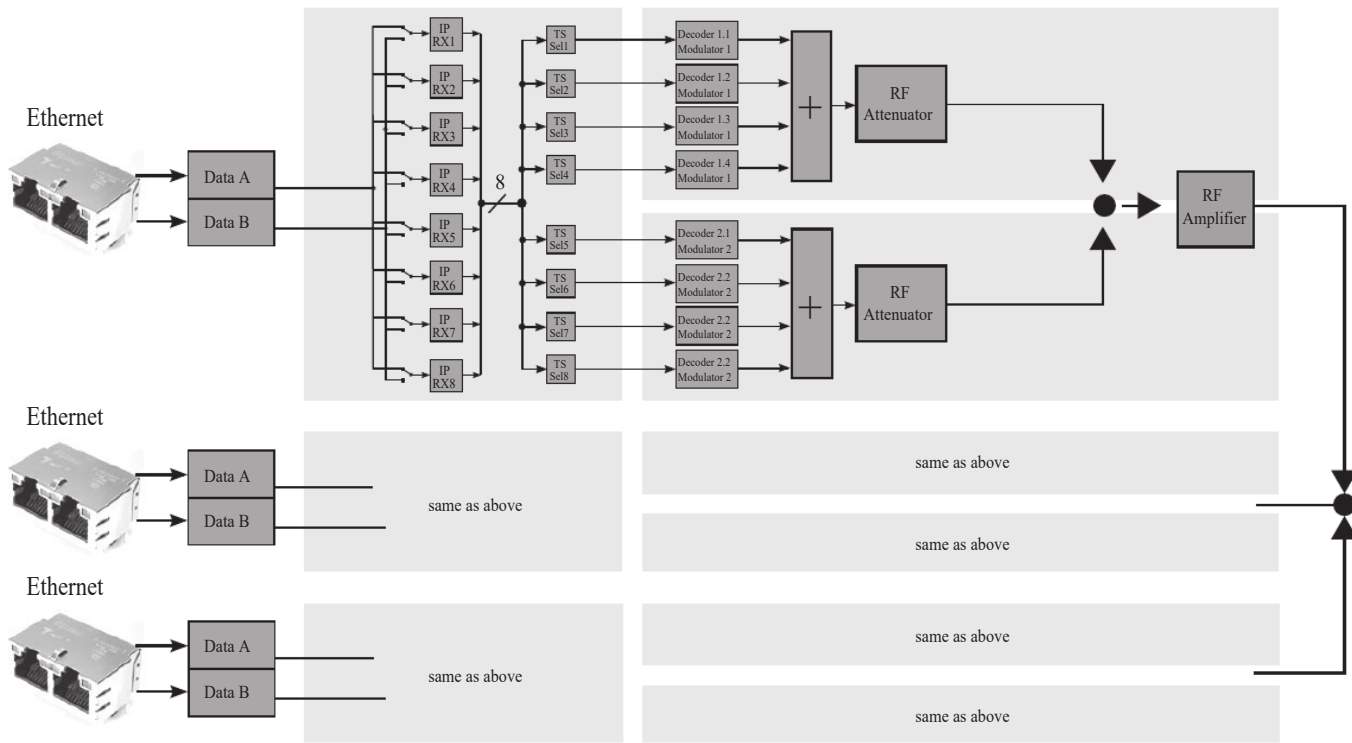 Ethernet
Data A
Data B
IP
RX1
IP
RX2
IP
RX3
IP
RX4
IP
RX5
IP
RX6
IP
RX7
IP
RX8
8
TS
Sel1
TS
Sel2
TS
Sel3
TS
Sel4
TS
Sel5
TS
Sel6
TS
Sel7
TS
Sel8
Decoder 1.1
Modulator 1
Decoder 1.2
Modulator 1
Decoder 1.3
Modulator 1
Decoder 1.4
Modulator 1
+
RF
Attenuator
Decoder 2.1
Modulator 2
Decoder 2.2
Modulator 2
Decoder 2.2
Modulator 2
Decoder 2.2
Modulator 2
+
RF
Attenuator
RF
Amplifier
Ethernet
Data A
Data B
same as above
same as above
same as above
Ethernet
Data A
Data B
same as above
same as above
same as above